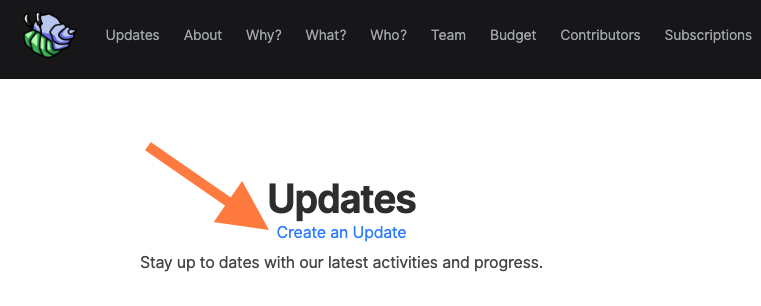 Updates About Why? What? Who? Team Budget Contributors Subscriptions
Updates
Create an Update
Stay up to dates with our latest activities and progress.